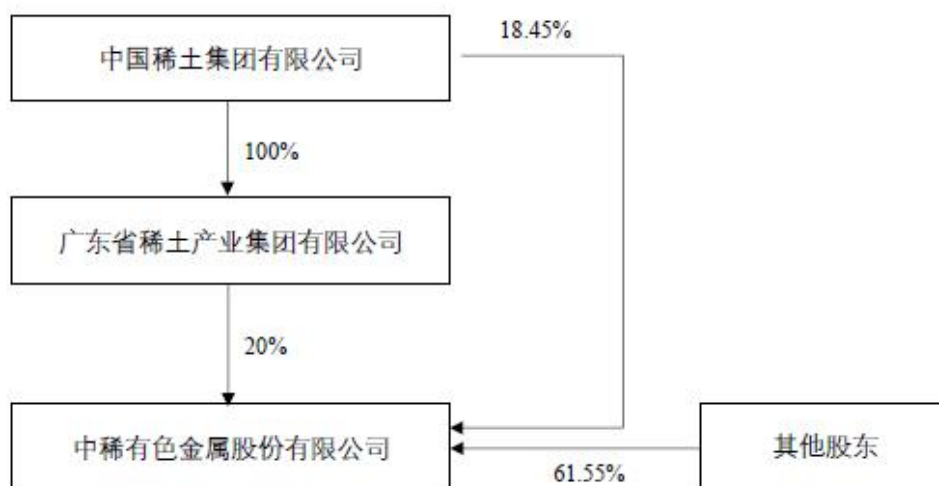 18.45%
中国稀土集团有限公司
100%
广东省稀土产业集团有限公司
20%
中稀有色金属股份有限公司
其他股东
61.55%